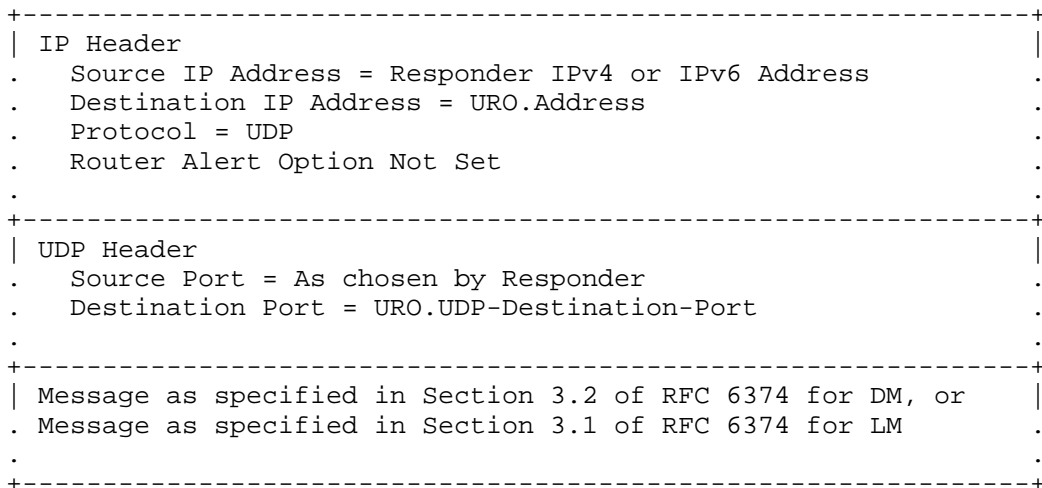 +---------------------------------------------------------------+
| IP Header                                                     |
.   Source IP Address = Responder IPv4 or IPv6 Address          .
.   Destination IP Address = URO.Address                        .
.   Protocol = UDP                                              .
.   Router Alert Option Not Set                                 .
.                                                               .
+---------------------------------------------------------------+
| UDP Header                                                    |
.   Source Port = As chosen by Responder                        .
.   Destination Port = URO.UDP-Destination-Port                 .
.                                                               .
+---------------------------------------------------------------+
| Message as specified in Section 3.2 of RFC 6374 for DM, or    |
. Message as specified in Section 3.1 of RFC 6374 for LM        .
.                                                               .
+---------------------------------------------------------------+